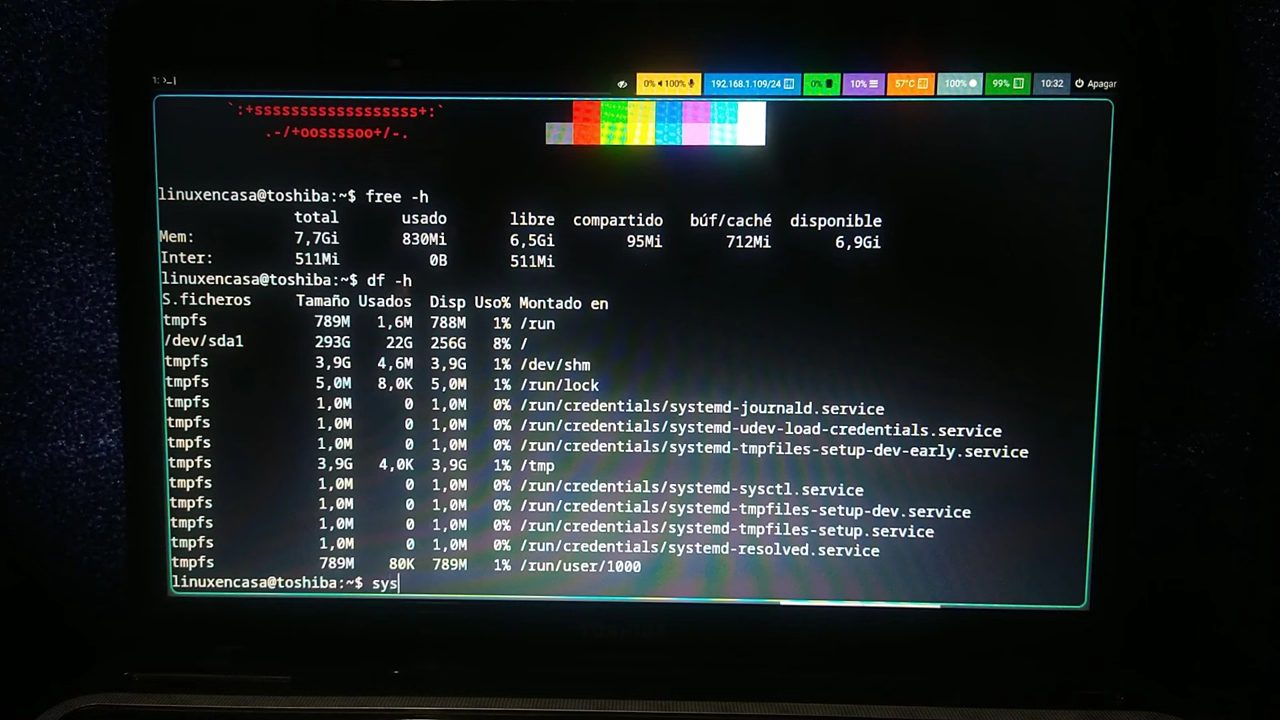 1: >_
0% 100% 192.168.1.109/24 0% 10% 57°C 100% 99% 10:32 Apagar
`:+ssssssssssssssssss+:`
.-/+oossssoo+/-.
linuxencasa@toshiba:~$ free -h
total usado libre compartido búf/caché disponible
Mem: 7,7Gi 830Mi 6,5Gi 95Mi 712Mi 6,9Gi
Inter: 511Mi 0B 511Mi
linuxencasa@toshiba:~$ df -h
S.ficheros Tamaño Usados Disp Uso% Montado en
tmpfs 789M 1,6M 788M 1% /run
/dev/sda1 293G 22G 256G 8% /
tmpfs 3,9G 4,6M 3,9G 1% /dev/shm
tmpfs 5,0M 8,0K 5,0M 1% /run/lock
tmpfs 1,0M 0 1,0M 0% /run/credentials/systemd-journald.service
tmpfs 1,0M 0 1,0M 0% /run/credentials/systemd-udev-load-credentials.service
tmpfs 1,0M 0 1,0M 0% /run/credentials/systemd-tmpfiles-setup-dev-early.service
tmpfs 3,9G 4,0K 3,9G 1% /tmp
tmpfs 1,0M 0 1,0M 0% /run/credentials/systemd-sysctl.service
tmpfs 1,0M 0 1,0M 0% /run/credentials/systemd-tmpfiles-setup-dev.service
tmpfs 1,0M 0 1,0M 0% /run/credentials/systemd-tmpfiles-setup.service
tmpfs 1,0M 0 1,0M 0% /run/credentials/systemd-resolved.service
tmpfs 789M 80K 789M 1% /run/user/1000
linuxencasa@toshiba:~$ sys